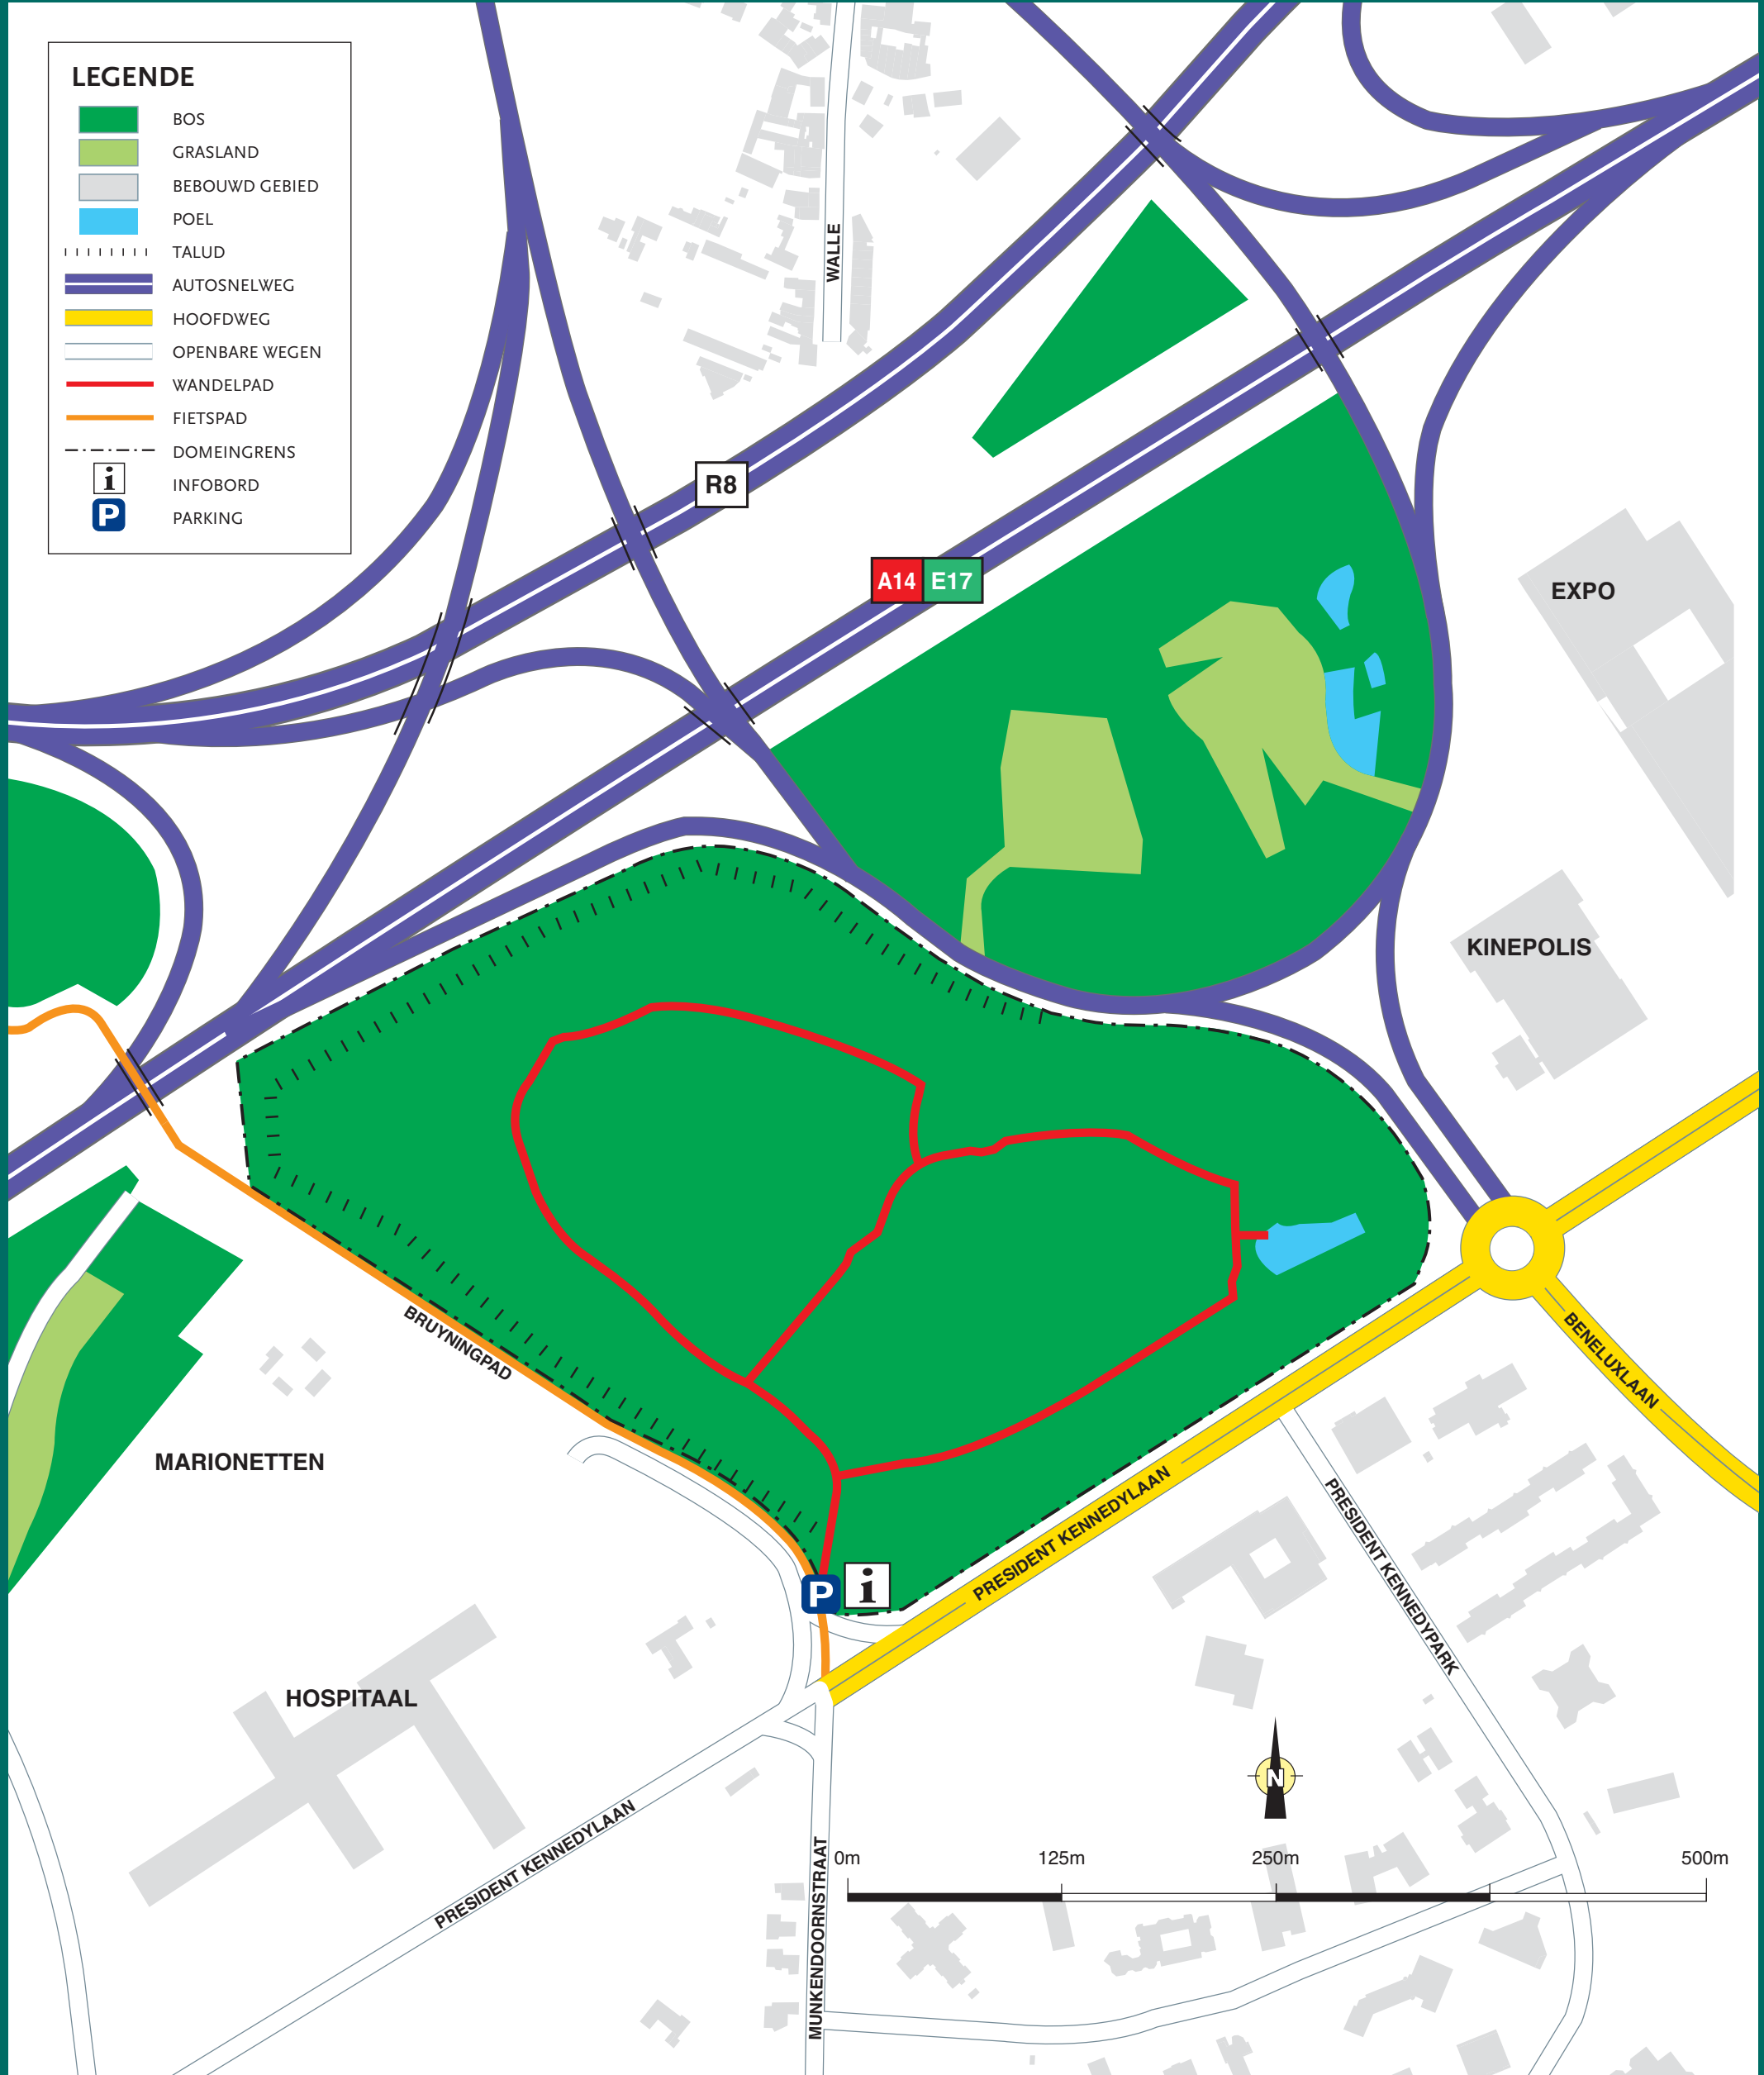 LEGENDE
BOS
GRASLAND
BEBOUWD GEBIED
POEL
TALUD
AUTOSNELWEG
HOOFDWEG
OPENBARE WEGEN
WANDELPAD
FIETSPAD
DOMEINGRENS
i INFOBORD
P PARKING
WALLE
R8
A14 E17
EXPO
KINEPOLIS
BRUYNINGPAD
BENELUXLAAN
MARIONETTEN
PRESIDENT KENNEDYLAAN
PRESIDENT KENNEDYPARK
P i
HOSPITAAL
N
PRESIDENT KENNEDYLAAN
MUNKENDOORNSTRAAT
0m 125m 250m 500m